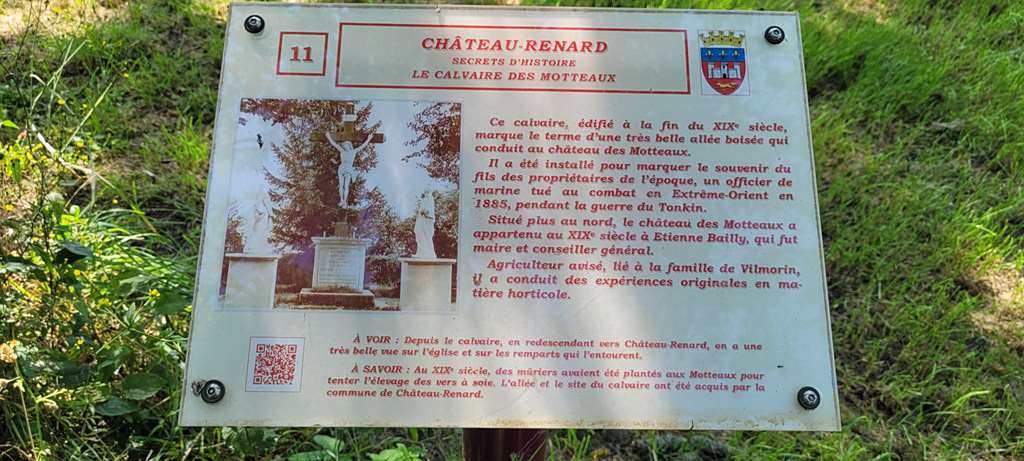 11
CHÂTEAU-RENARD
SECRETS D'HISTOIRE
LE CALVAIRE DES MOTTEAUX
Ce calvaire, édifié à la fin du XIXe siècle,
marque le terme d'une très belle allée boisée qui
conduit au château des Motteaux.
Il a été installé pour marquer le souvenir du
fils des propriétaires de l'époque, un officier de
marine tué au combat en Extrême-Orient en
1885, pendant la guerre du Tonkin.
Situé plus au nord, le château des Motteaux a
appartenu au XIXe siècle à Etienne Bailly, qui fut
maire et conseiller général.
Agriculteur avisé, lié à la famille de Vilmorin,
il a conduit des expériences originales en ma-
tière horticole.
À VOIR : Depuis le calvaire, en redescendant vers Château-Renard, on a une
très belle vue sur l'église et sur les remparts qui l'entourent.
À SAVOIR : Au XIXe siècle, des mûriers avaient été plantés aux Motteaux pour
tenter l'élevage des vers à soie. L'allée et le site du calvaire ont été acquis par la
commune de Château-Renard.